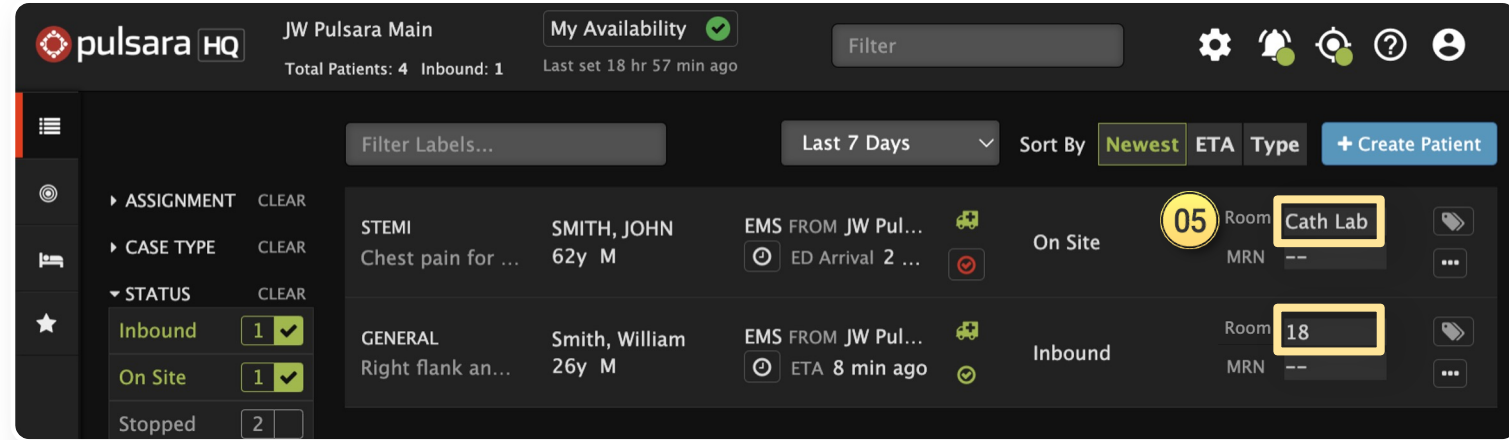 pulsara HQ
JW Pulsara Main
Total Patients: 4 Inbound: 1
My Availability
Last set 18 hr 57 min ago
Filter
Filter Labels...
Last 7 Days
Sort By Newest ETA Type
+ Create Patient
ASSIGNMENT CLEAR
CASE TYPE CLEAR
STATUS CLEAR
Inbound 1
On Site 1
Stopped 2
STEMI
Chest pain for ...
SMITH, JOHN
62y M
EMS FROM JW Pul...
ED Arrival 2 ...
On Site
05
Room Cath Lab
MRN --
GENERAL
Right flank an...
Smith, William
26y M
EMS FROM JW Pul...
ETA 8 min ago
Inbound
Room 18
MRN --